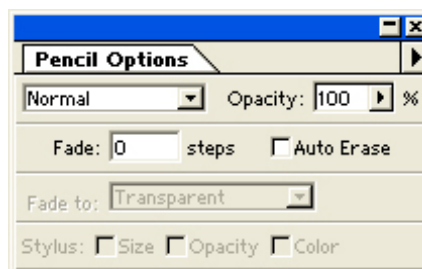 Pencil Options
Normal Opacity: 100 %
Fade: 0 steps Auto Erase
Fade to: Transparent
Stylus: Size Opacity Color